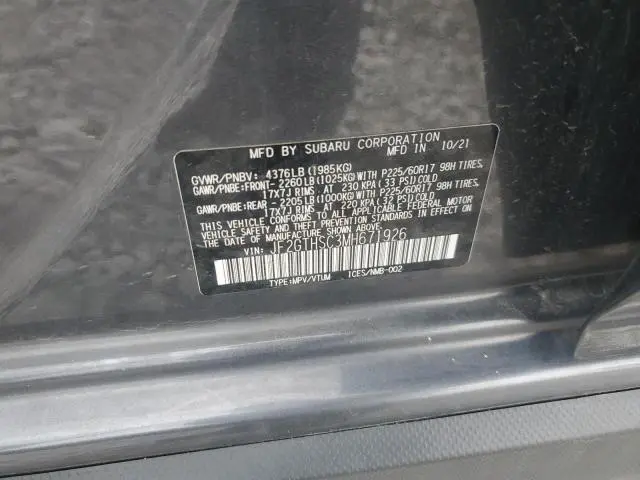 MFD BY SUBARU CORPORATION
MFD IN 10/21
GVWR/PNBV: 4376LB (1985KG)
GAWR/PNBE:FRONT-2260LB(1025KG)WITH P225/60R17 98H TIRES.
17X7J RIMS. AT 230 KPA(33 PSI)COLD
GAWR/PNBE:REAR -2205LB(1000KG)WITH P225/60R17 98H TIRES.
17X7J RIMS. AT 220 KPA(32 PSI)COLD
THIS VEHICLE CONFORMS TO ALL APPLICABLE FEDERAL MOTOR
VEHICLE SAFETY, BUMPER, AND THEFT PREVENTION STANDARDS
IN EFFECT ON THE DATE OF MANUFACTURE SHOWN ABOVE.
VIN: JF2GTHSC3MH671926
TYPE:MPV/VTUM ICES/NMB-002